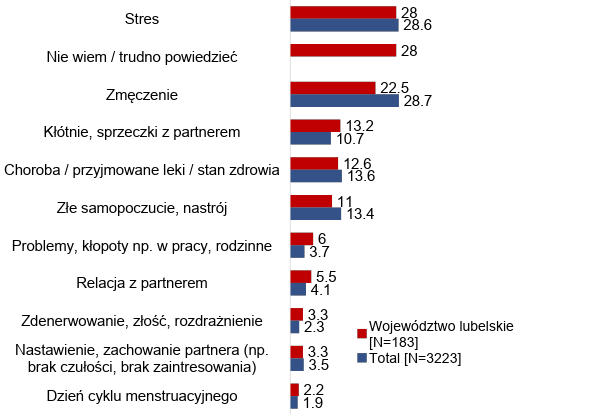 Stres
28
28.6
Nie wiem / trudno powiedzieć
28
Zmęczenie
22.5
28.7
Kłótnie, sprzeczki z partnerem
13.2
10.7
Choroba / przyjmowane leki / stan zdrowia
12.6
13.6
Złe samopoczucie, nastrój
11
13.4
Problemy, kłopoty np. w pracy, rodzinne
6
3.7
Relacja z partnerem
5.5
4.1
Zdenerwowanie, złość, rozdrażnienie
3.3
2.3
Nastawienie, zachowanie partnera (np.
brak czułości, brak zaintresowania)
3.3
3.5
Dzień cyklu menstruacyjnego
2.2
1.9
Województwo lubelskie
[N=183]
Total [N=3223]